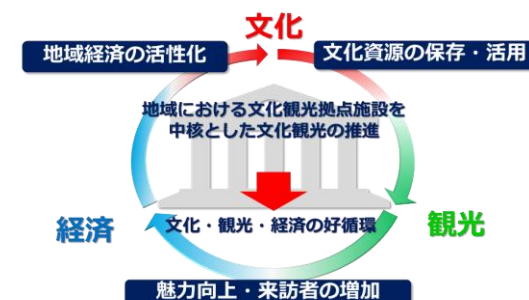 文化
地域経済の活性化
文化資源の保存・活用
地域における文化観光拠点施設を
中核とした文化観光の推進
経済
文化・観光・経済の好循環
観光
魅力向上・来訪者の増加